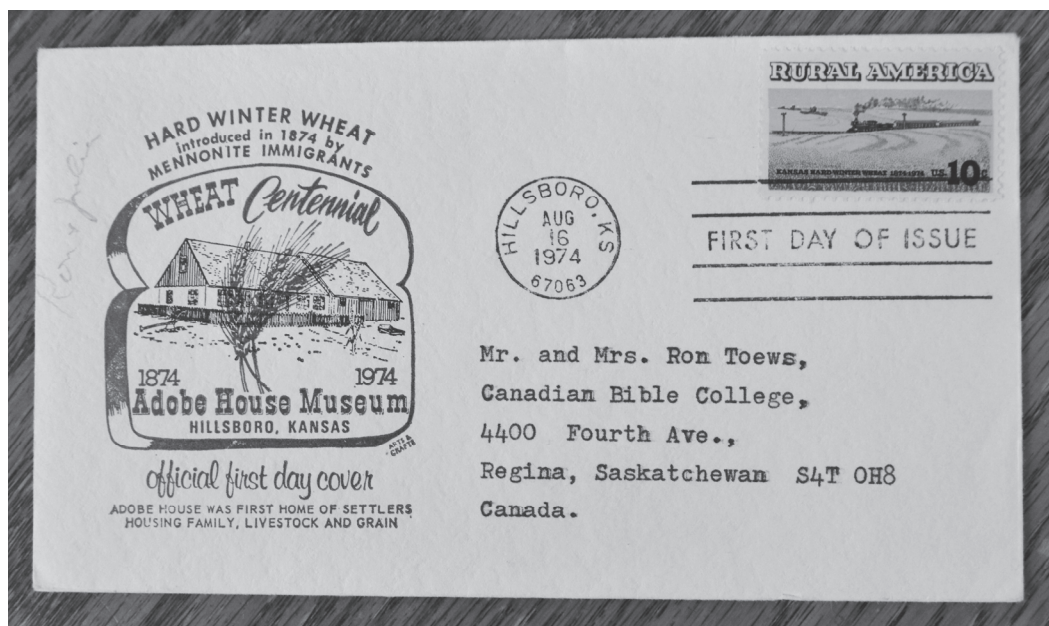 HARD WINTER WHEAT
introduced in 1874 by
MENNONITE IMMIGRANTS
WHEAT Centennial
1874 1974
Adobe House Museum
HILLSBORO, KANSAS
ARTS &
CRAFTS
official first day cover
ADOBE HOUSE WAS FIRST HOME OF SETTLERS
HOUSING FAMILY, LIVESTOCK AND GRAIN
HILLSBORO, KS
AUG
16
1974
67063
RURAL AMERICA
KANSAS HARD WINTER WHEAT 1874-1974 U.S. 10c
FIRST DAY OF ISSUE
Mr. and Mrs. Ron Toews,
Canadian Bible College,
4400 Fourth Ave.,
Regina, Saskatchewan S4T OH8
Canada.